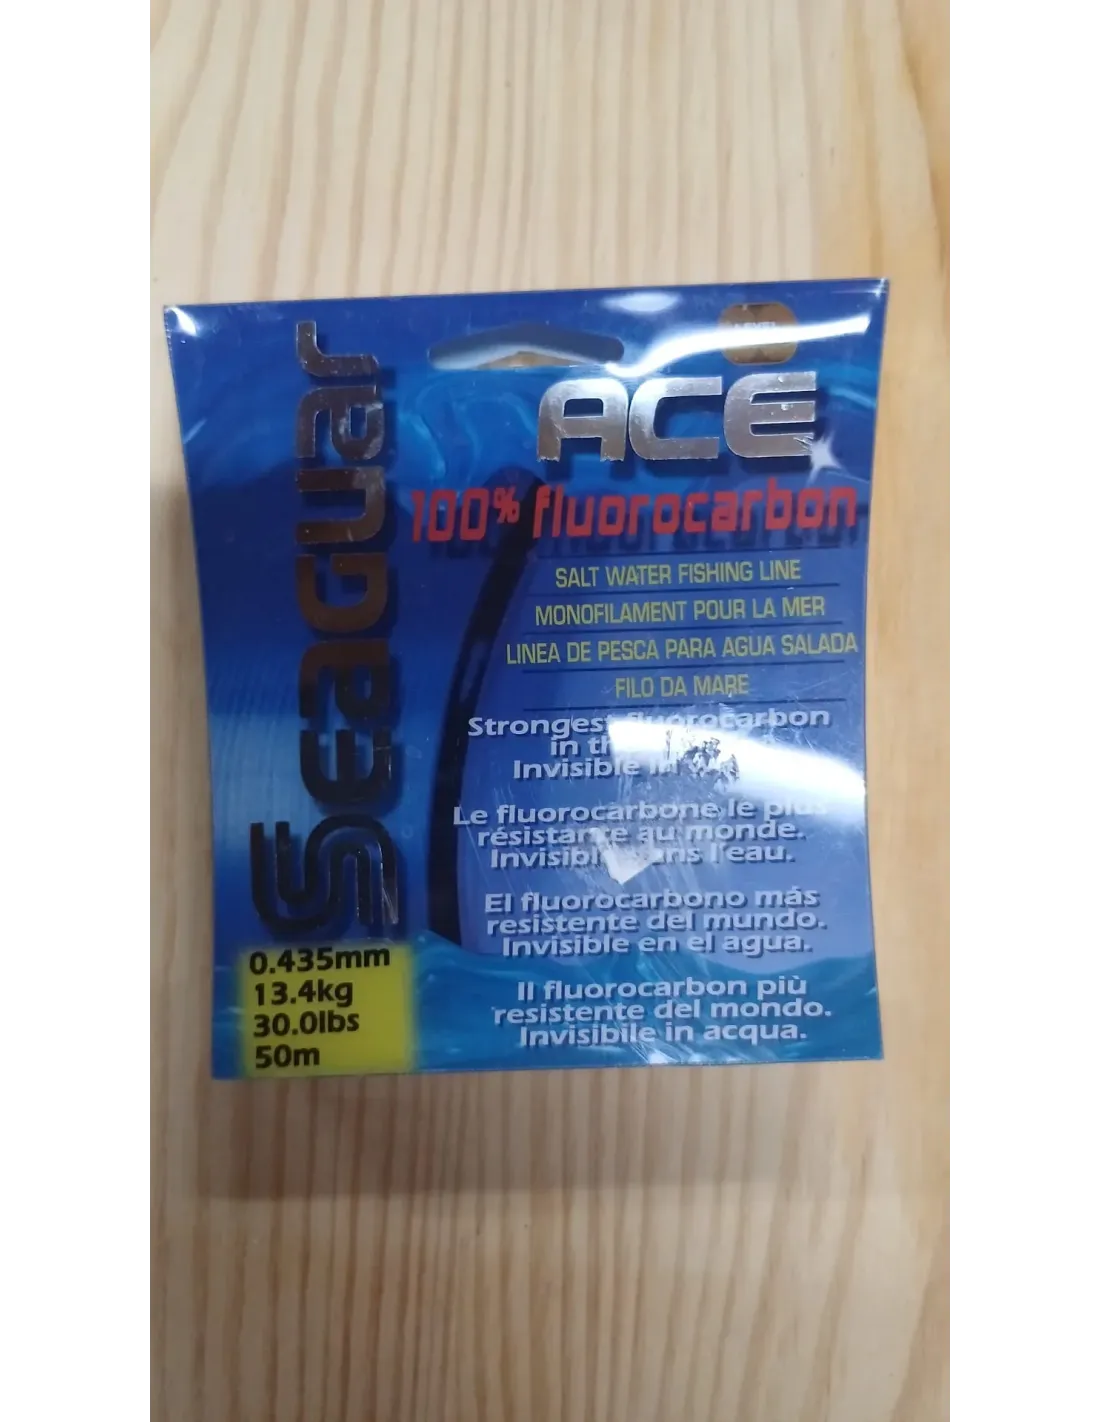 Seaguar
ACE
100% fluorocarbon
SALT WATER FISHING LINE
MONOFILAMENT POUR LA MER
LINEA DE PESCA PARA AGUA SALADA
FILO DA MARE
Strongest fluorocarbon
in
Invisible in
Le fluorocarbone le plus
résistante au monde.
Invisible dans l'eau.
El fluorocarbono más
resistente del mundo.
Invisible en el agua.
Il fluorocarbon più
resistente del mondo.
Invisibile in acqua.
0.435mm
13.4kg
30.0lbs
50m